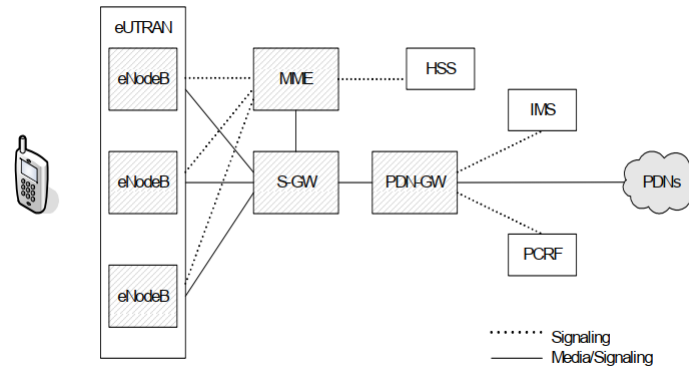 eUTRAN
eNodeB
MME
HSS
IMS
eNodeB
S-GW
PDN-GW
PDNs
PCRF
eNodeB
Signaling
Media/Signaling